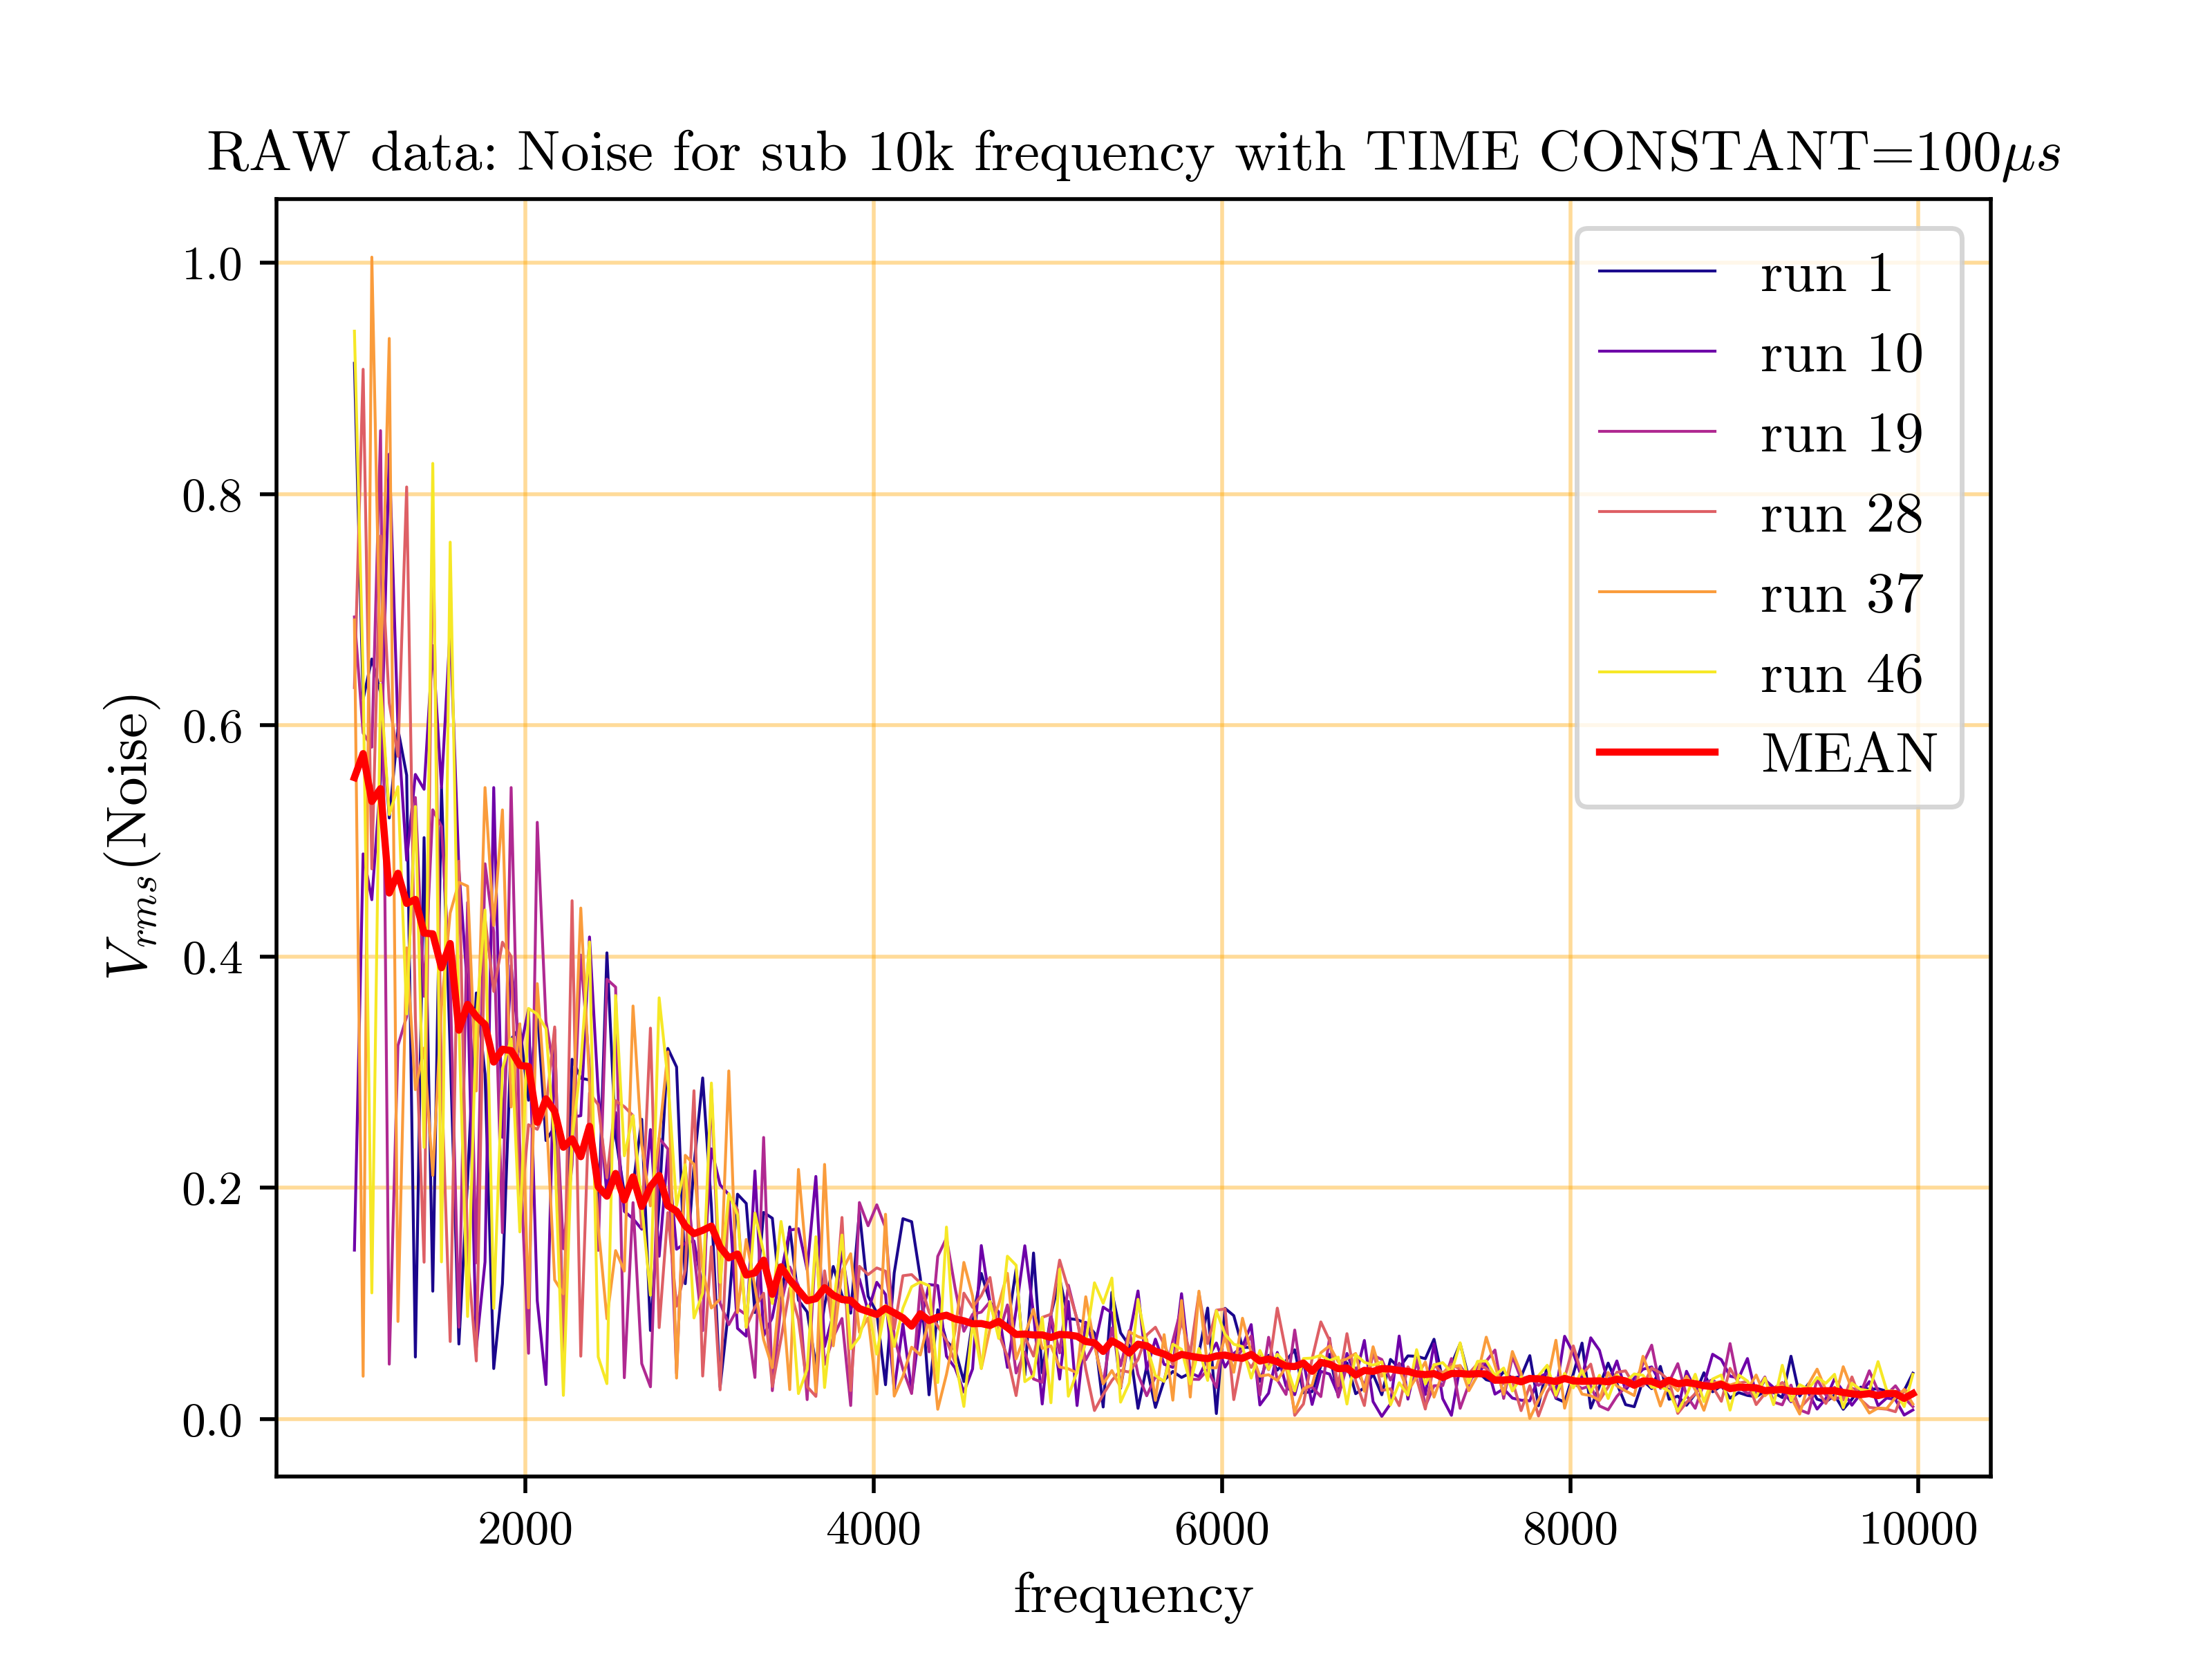 RAW data: Noise for sub 10k frequency with TIME CONSTANT=100μs
1.0
0.8
0.6
0.4
0.2
0.0
V_{rms}(Noise)
run 1
run 10
run 19
run 28
run 37
run 46
MEAN
2000 4000 6000 8000 10000
frequency